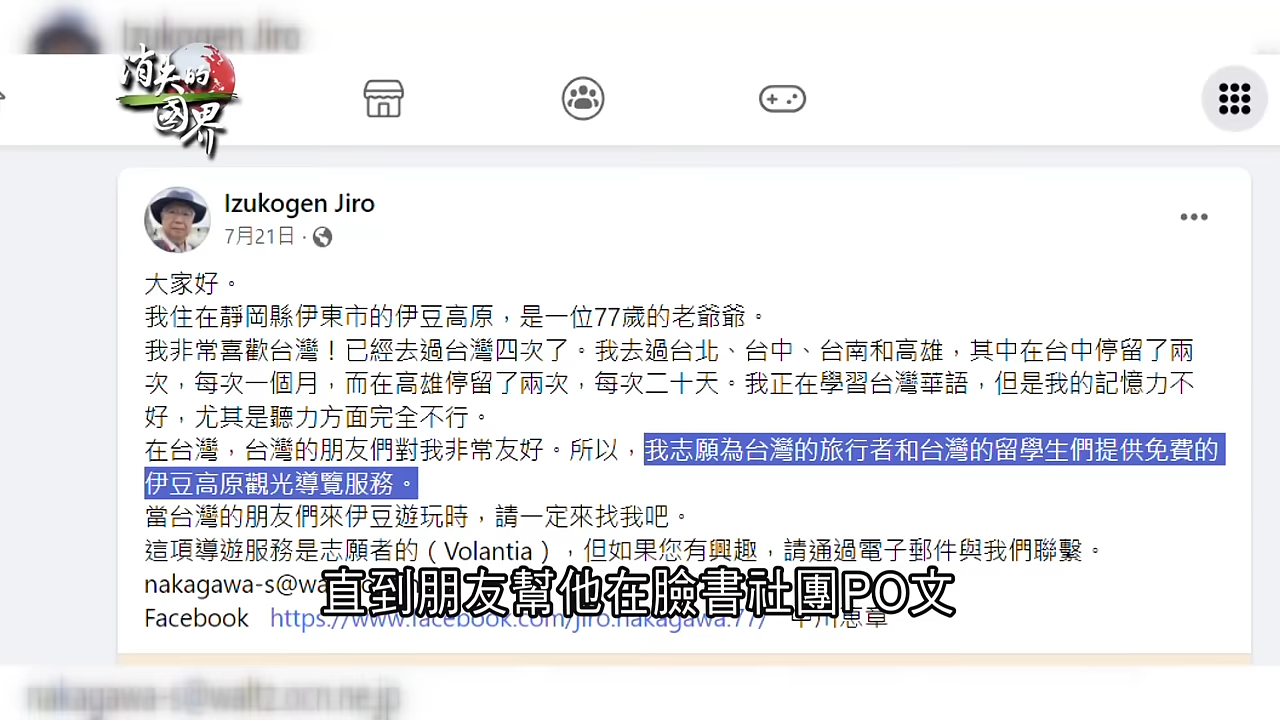 Izukogen Jiro
消失的
國界
Izukogen Jiro
7月21日
大家好。
我住在靜岡縣伊東市的伊豆高原，是一位77歲的老爺爺。
我非常喜歡台灣！已經去過台灣四次了。我去過台北、台中、台南和高雄，其中在台中停留了兩
次，每次一個月，而在高雄停留了兩次，每次二十天。我正在學習台灣華語，但是我的記憶力不
好，尤其是聽力方面完全不行。
在台灣，台灣的朋友們對我非常友好。所以，我志願為台灣的旅行者和台灣的留學生們提供免費的
伊豆高原觀光導覽服務。
當台灣的朋友們來伊豆遊玩時，請一定來找我吧。
這項導遊服務是志願者的（Volantia），但如果您有興趣，請通過電子郵件與我們聯繫。
nakagawa-s@wa
直到朋友幫他在臉書社團PO文
Facebook https://www.facebook.com/jiro.nakagawa.77/ 中川惠章
nakagawa-s@waltz.ocn.ne.jp